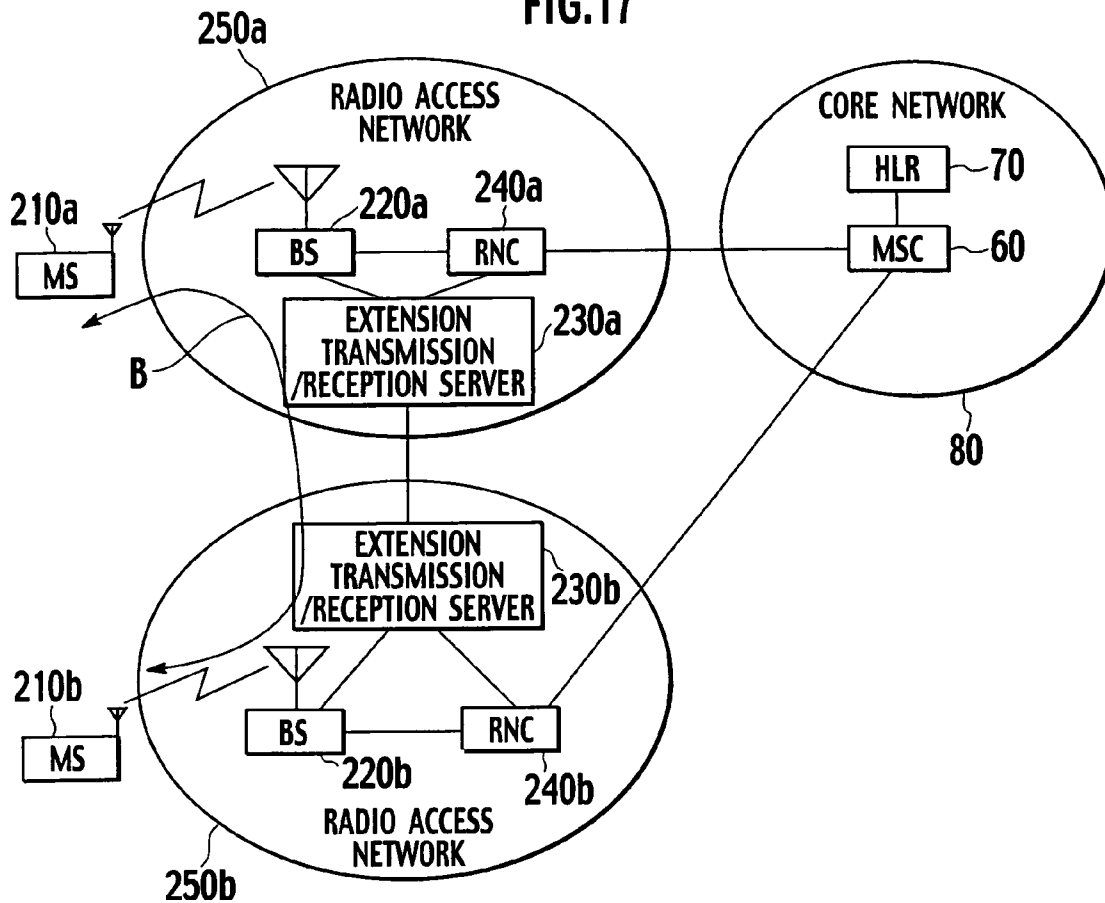 FIG.17
250a
RADIO ACCESS
NETWORK
CORE NETWORK
HLR
70
210a
220a
240a
MS
BS
RNC
MSC
60
EXTENSION
TRANSMISSION
/RECEPTION SERVER
230a
B
80
EXTENSION
TRANSMISSION
/RECEPTION SERVER
230b
210b
MS
BS
RNC
220b
240b
RADIO ACCESS
NETWORK
250b